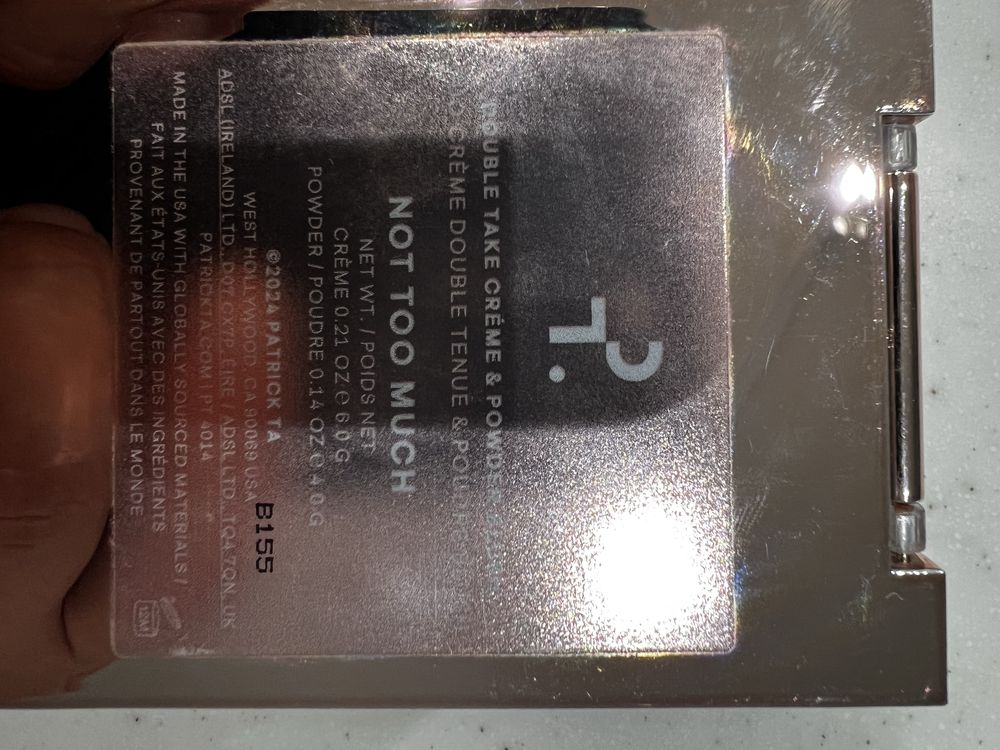 DOUBLE TAKE CRÈME & POWDER
CRÈME DOUBLE TENUE &
NOT TOO MUCH
NET WT. / POIDS NET
CRÈME 0.21 OZ ℮ 6.0 G
POWDER / POUDRE 0.14 OZ ℮ 4.0 G
©2024 PATRICK TA
WEST HOLLYWOOD, CA 90069 USA
B155
ADSL (IRELAND) LTD., EIRE / ADSL LTD., TQ4 7QN, UK
PATRICKTA.COM | PT 4014
MADE IN THE USA WITH GLOBALLY SOURCED MATERIALS /
FAIT AUX ÉTATS-UNIS AVEC DES INGRÉDIENTS
PROVENANT DE PARTOUT DANS LE MONDE
12M